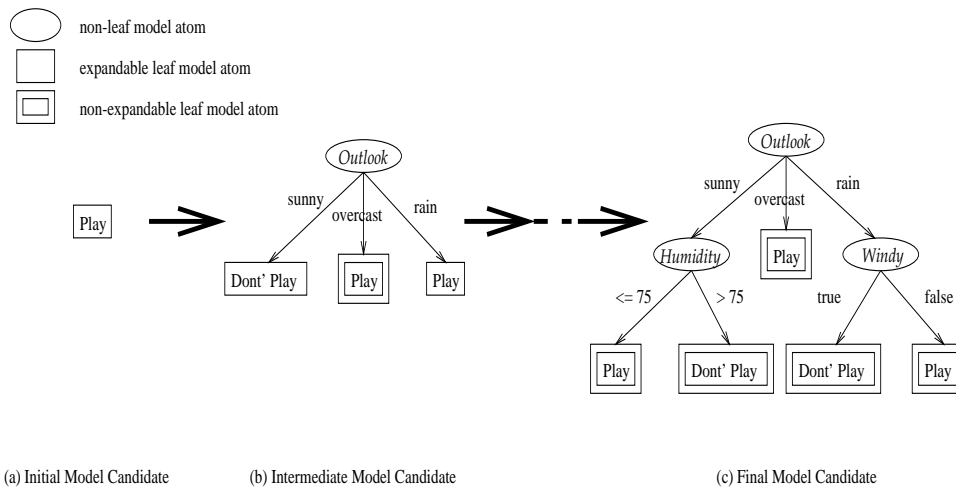 non-leaf model atom
expandable leaf model atom
non-expandable leaf model atom
Play
Outlook
sunny
overcast
rain
Dont' Play
Play
Play
Outlook
sunny
overcast
rain
Humidity
Play
Windy
<= 75
> 75
true
false
Play
Dont' Play
Dont' Play
Play
(a) Initial Model Candidate
(b) Intermediate Model Candidate
(c) Final Model Candidate